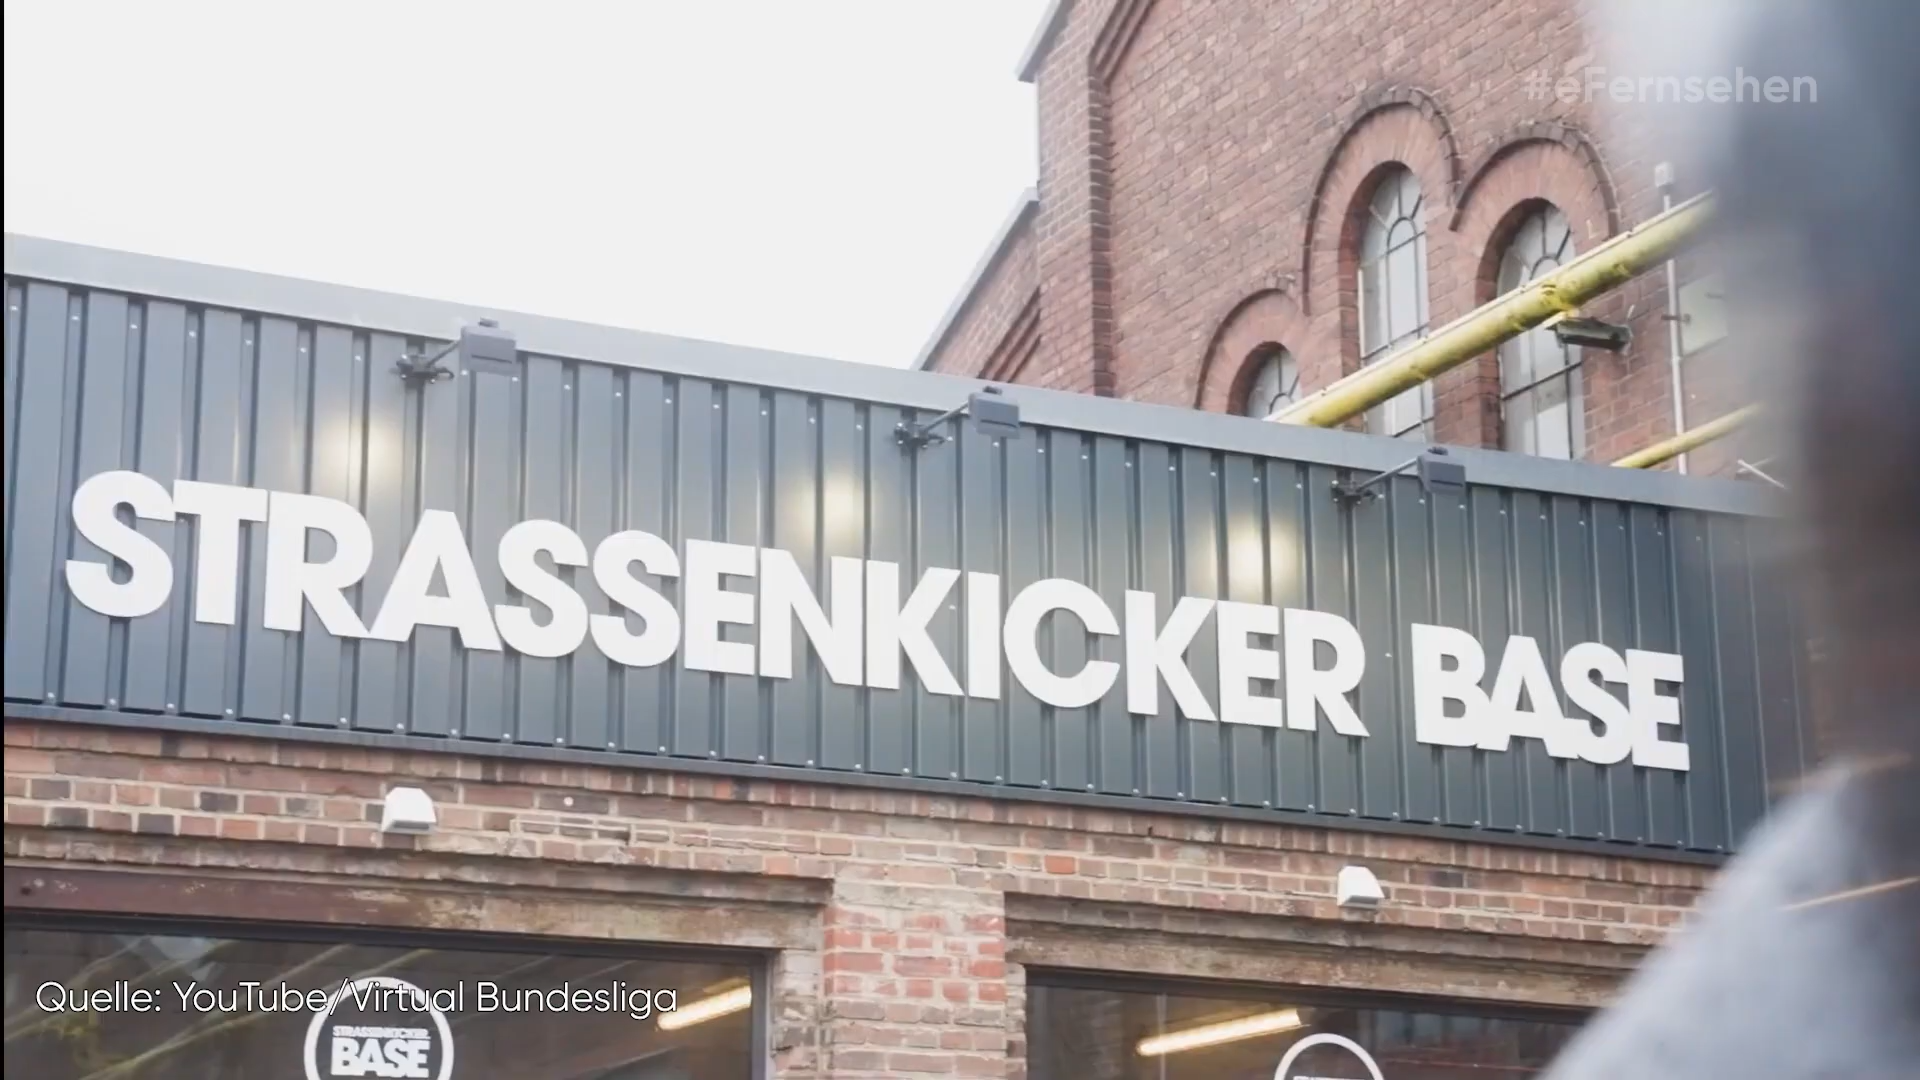 #eFernsehen
STRASSENKICKER BASE
Quelle: YouTube/Virtual Bundesliga
STRASSENKICKER
BASE